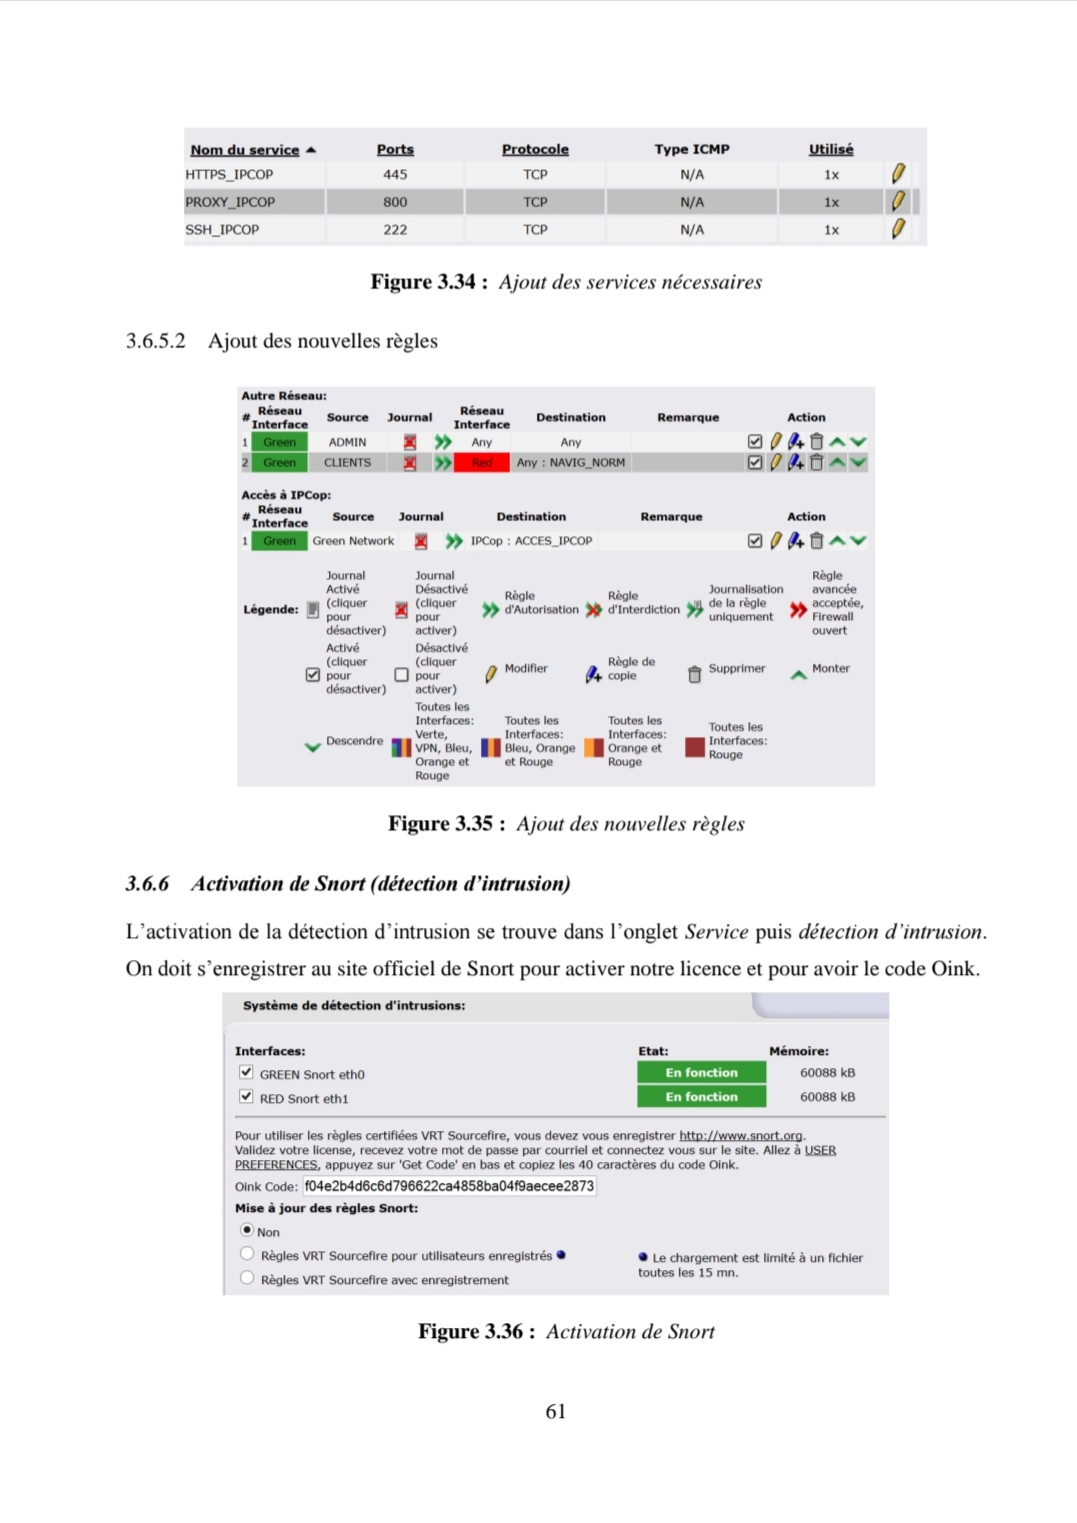 Nom du service Ports Protocole Type ICMP Utilisé
HTTPS_IPCOP 445 TCP N/A 1x
PROXY_IPCOP 800 TCP N/A 1x
SSH_IPCOP 222 TCP N/A 1x
Figure 3.34 : Ajout des services nécessaires
3.6.5.2 Ajout des nouvelles règles
Autre Réseau:
# Réseau Interface Source Journal Réseau Interface Destination Remarque Action
1 Green ADMIN Any Any
2 Green CLIENTS Red Any : NAVIG_NORM
Accès à IPCop:
# Réseau Interface Source Journal Destination Remarque Action
1 Green Green Network IPCop : ACCES_IPCOP
Légende:
Journal
Activé
(cliquer
pour
désactiver)
Journal
Désactivé
(cliquer
pour
activer)
Règle
d'Autorisation
Règle
d'Interdiction
Journalisation
de la règle
uniquement
Règle
avancée
acceptée,
Firewall
ouvert
Activé
(cliquer
pour
désactiver)
Désactivé
(cliquer
pour
activer)
Modifier
Règle de
copie
Supprimer
Monter
Descendre
Toutes les
Interfaces:
Verte,
VPN, Bleu,
Orange et
Rouge
Toutes les
Interfaces:
Bleu, Orange
et Rouge
Toutes les
Interfaces:
Orange et
Rouge
Toutes les
Interfaces:
Rouge
Figure 3.35 : Ajout des nouvelles règles
3.6.6 Activation de Snort (détection d'intrusion)
L'activation de la détection d'intrusion se trouve dans l'onglet Service puis détection d'intrusion.
On doit s'enregistrer au site officiel de Snort pour activer notre licence et pour avoir le code Oink.
Système de détection d'intrusions:
Interfaces: Etat: Mémoire:
GREEN Snort eth0 En fonction 60088 kB
RED Snort eth1 En fonction 60088 kB
Pour utiliser les règles certifiées VRT Sourcefire, vous devez vous enregistrer http://www.snort.org.
Validez votre license, recevez votre mot de passe par courriel et connectez vous sur le site. Allez à USER
PREFERENCES, appuyez sur 'Get Code' en bas et copiez les 40 caractères du code Oink.
Oink Code: f04e2b4d6c6d796622ca4858ba04f9aecee2873
Mise à jour des règles Snort:
Non
Règles VRT Sourcefire pour utilisateurs enregistrés
Règles VRT Sourcefire avec enregistrement
Le chargement est limité à un fichier
toutes les 15 mn.
Figure 3.36 : Activation de Snort
61